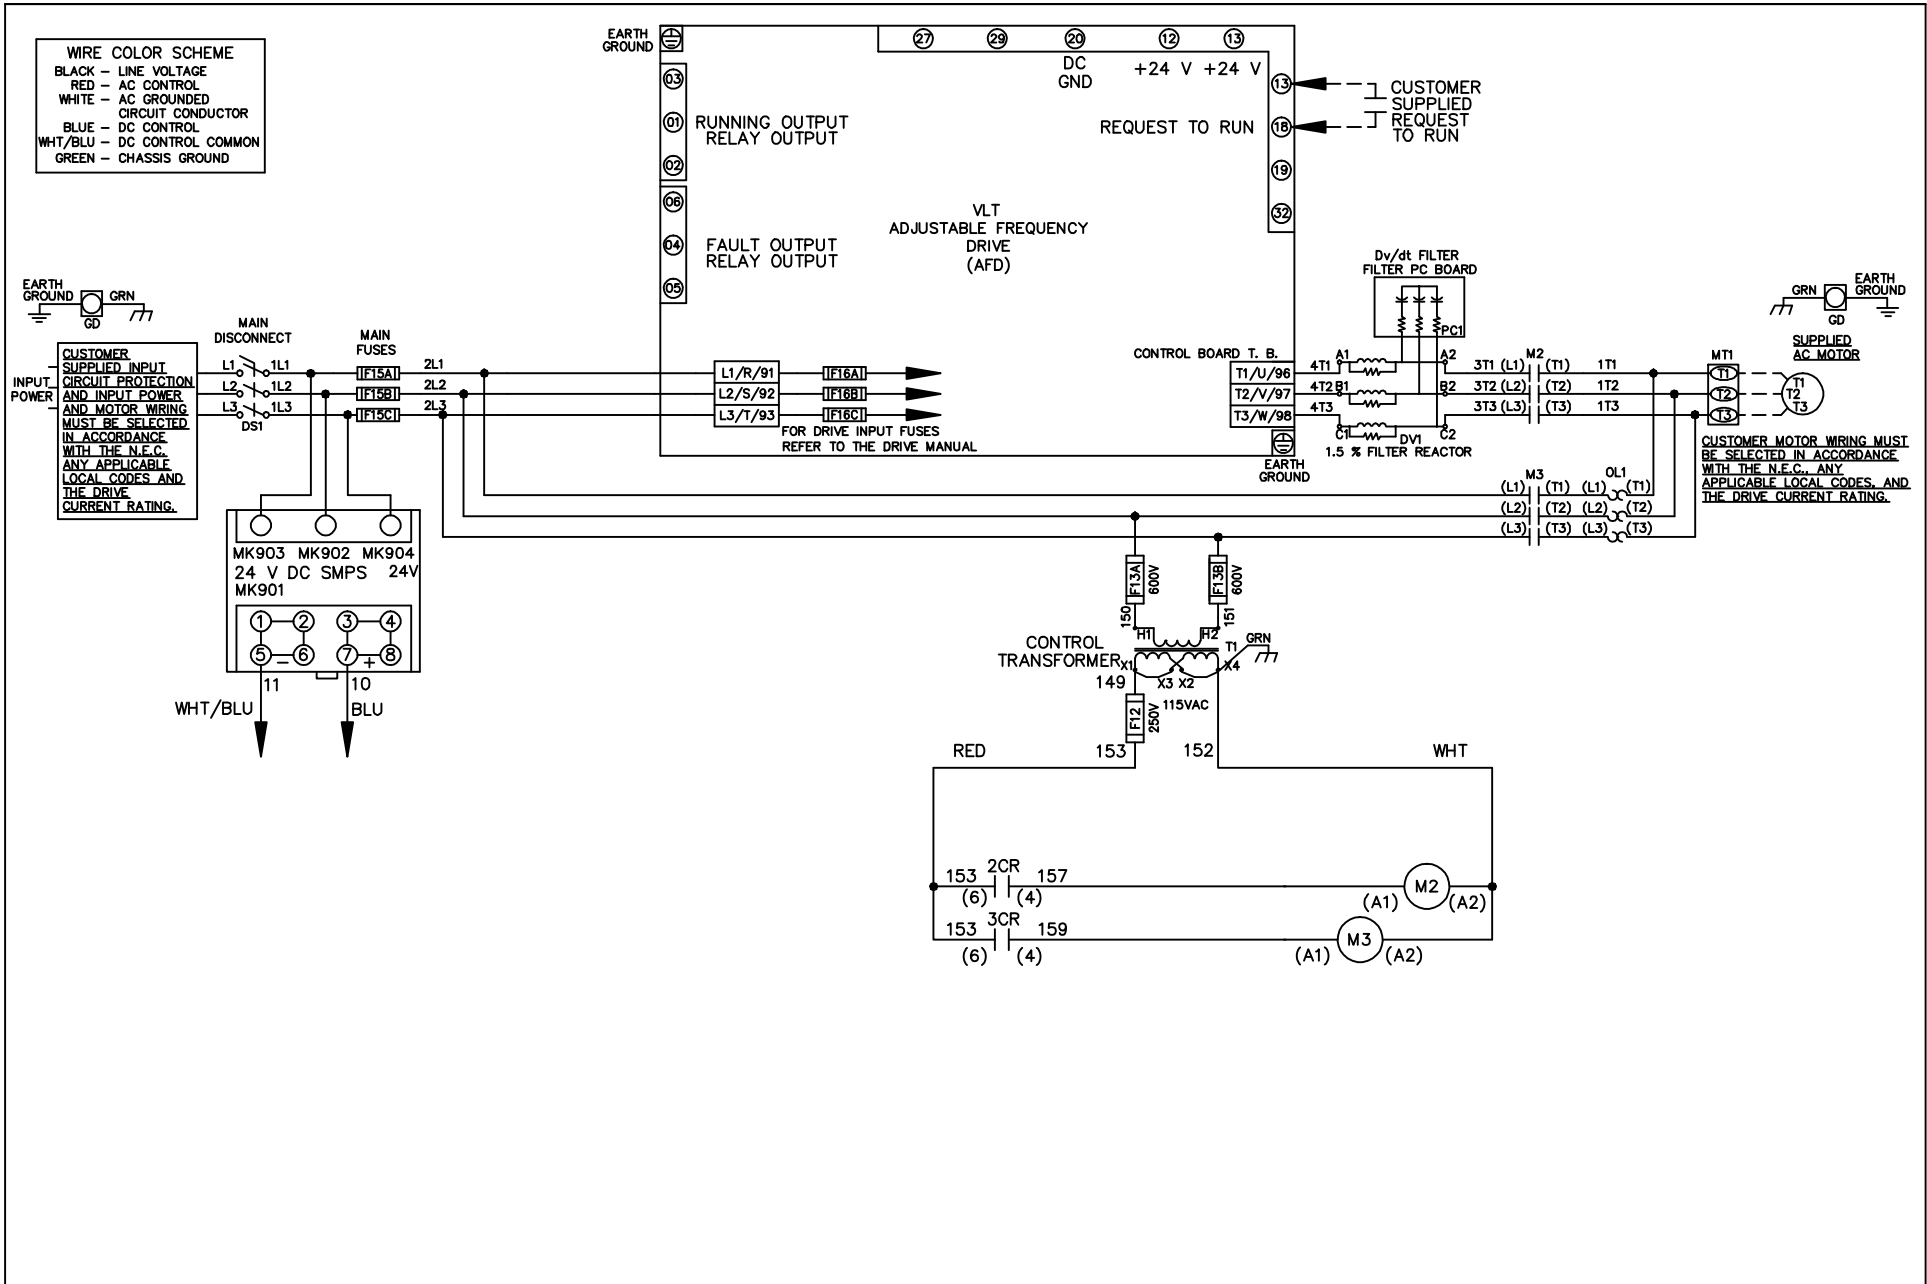 WIRE COLOR SCHEME
BLACK – LINE VOLTAGE
RED – AC CONTROL
WHITE – AC GROUNDED
CIRCUIT CONDUCTOR
BLUE – DC CONTROL
WHT/BLU – DC CONTROL COMMON
GREEN – CHASSIS GROUND
EARTH
GROUND
03
01
02
RUNNING OUTPUT
RELAY OUTPUT
06
04
05
FAULT OUTPUT
RELAY OUTPUT
27
29
20
12
13
DC
GND
+24 V
+24 V
13
18
19
32
REQUEST TO RUN
CUSTOMER
SUPPLIED
REQUEST
TO RUN
VLT
ADJUSTABLE FREQUENCY
DRIVE
(AFD)
EARTH
GROUND
GRN
GD
INPUT
POWER
CUSTOMER
SUPPLIED INPUT
CIRCUIT PROTECTION
AND INPUT POWER
AND MOTOR WIRING
MUST BE SELECTED
IN ACCORDANCE
WITH THE N.E.C.
ANY APPLICABLE
LOCAL CODES AND
THE DRIVE
CURRENT RATING.
MAIN
DISCONNECT
L1
1L1
L2
1L2
L3
1L3
DS1
MAIN
FUSES
F15A
F15B
F15C
2L1
2L2
2L3
L1/R/91
L2/S/92
L3/T/93
F16A
F16B
F16C
FOR DRIVE INPUT FUSES
REFER TO THE DRIVE MANUAL
CONTROL BOARD T. B.
T1/U/96
T2/V/97
T3/W/98
EARTH
GROUND
Dv/dt FILTER
FILTER PC BOARD
PC1
4T1
A1
A2
4T2
B1
B2
4T3
C1
C2
DV1
1.5 % FILTER REACTOR
M2
3T1 (L1) (T1) 1T1
3T2 (L2) (T2) 1T2
3T3 (L3) (T3) 1T3
MT1
T1
T2
T3
GRN
GD
EARTH
GROUND
SUPPLIED
AC MOTOR
T1
T2
T3
CUSTOMER MOTOR WIRING MUST
BE SELECTED IN ACCORDANCE
WITH THE N.E.C., ANY
APPLICABLE LOCAL CODES, AND
THE DRIVE CURRENT RATING.
M3
OL1
(L1) (T1) (L1) (T1)
(L2) (T2) (L2) (T2)
(L3) (T3) (L3) (T3)
MK903 MK902 MK904
24 V DC SMPS 24V
MK901
1
2
3
4
5
–
6
7
+
8
11
10
WHT/BLU
BLU
F13A
600V
F13B
600V
150
151
H1
H2
CONTROL
TRANSFORMER
T1
GRN
X1
X3 X2
X4
149
115VAC
F12
250V
RED
153
152
WHT
2CR
153
157
(6)
(4)
M2
(A1)
(A2)
3CR
153
159
(6)
(4)
M3
(A1)
(A2)